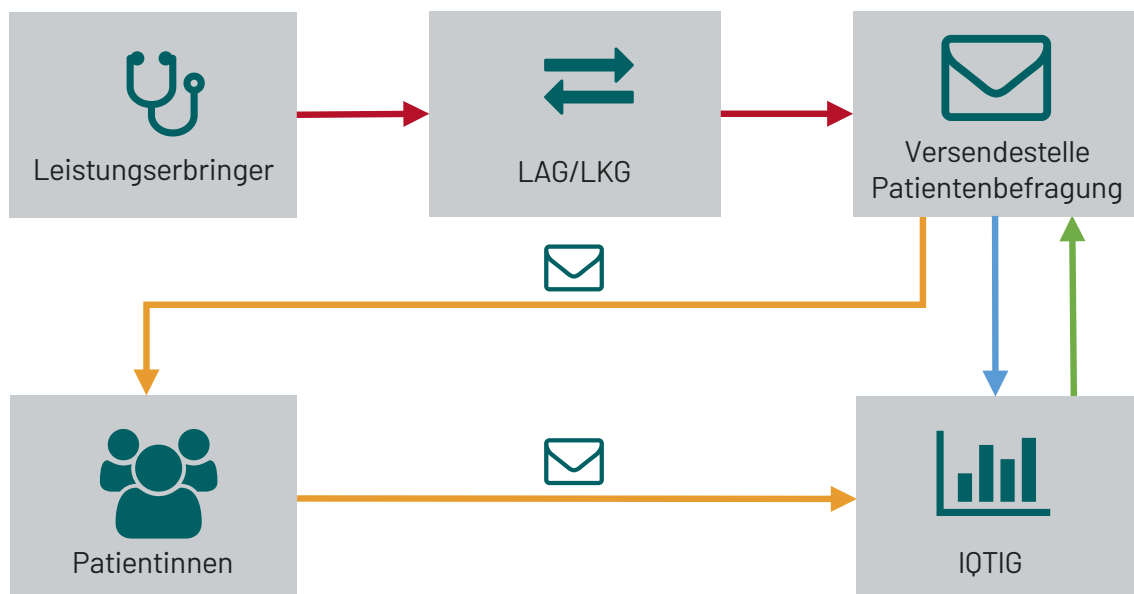 Leistungserbringer
LAG/LKG
Versendestelle
Patientenbefragung
Patientinnen
IQTIG